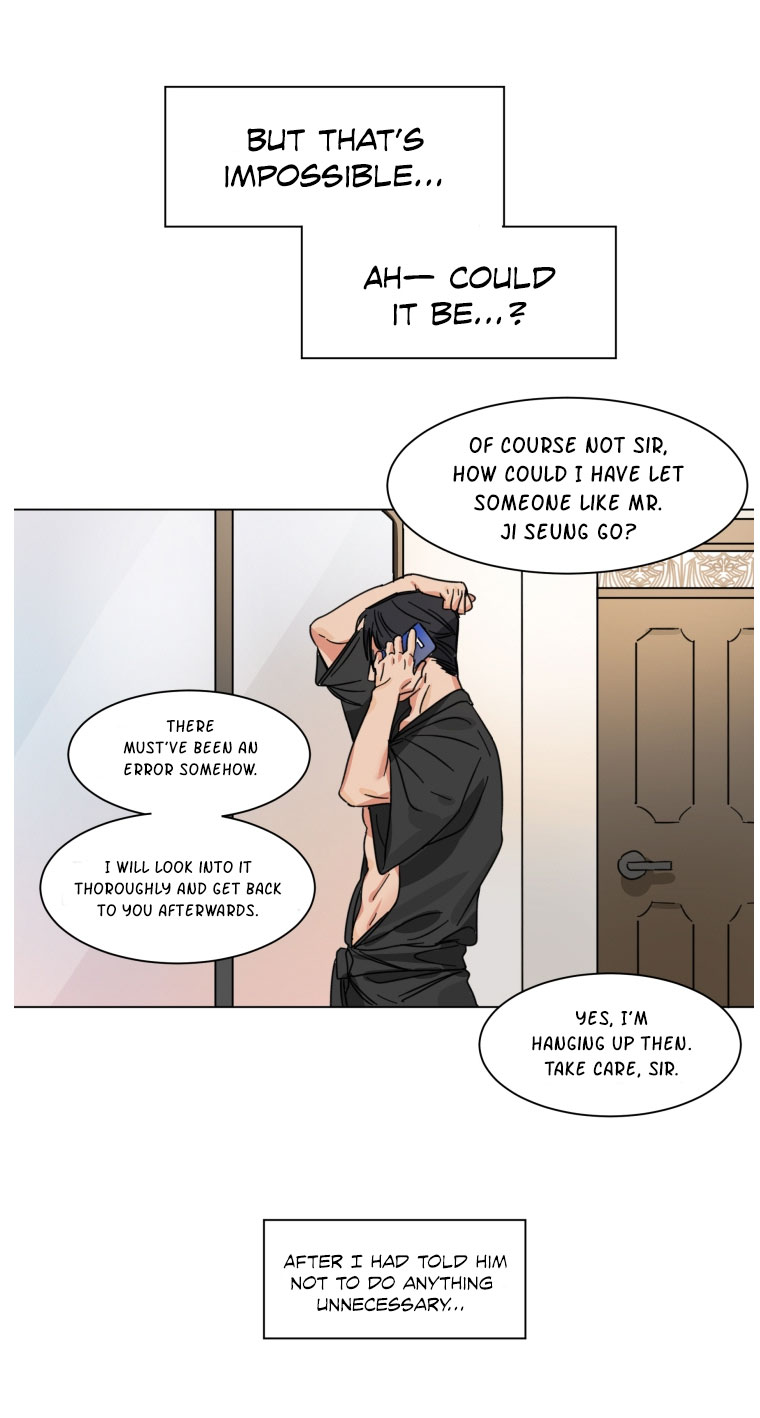 BUT THAT'S
IMPOSSIBLE...
AH— COULD
IT BE...?
OF COURSE NOT SIR,
HOW COULD I HAVE LET
SOMEONE LIKE MR.
JI SEUNG GO?
THERE
MUST'VE BEEN AN
ERROR SOMEHOW.
I WILL LOOK INTO IT
THOROUGHLY AND GET BACK
TO YOU AFTERWARDS.
YES, I'M
HANGING UP THEN.
TAKE CARE, SIR.
AFTER I HAD TOLD HIM
NOT TO DO ANYTHING
UNNECESSARY...